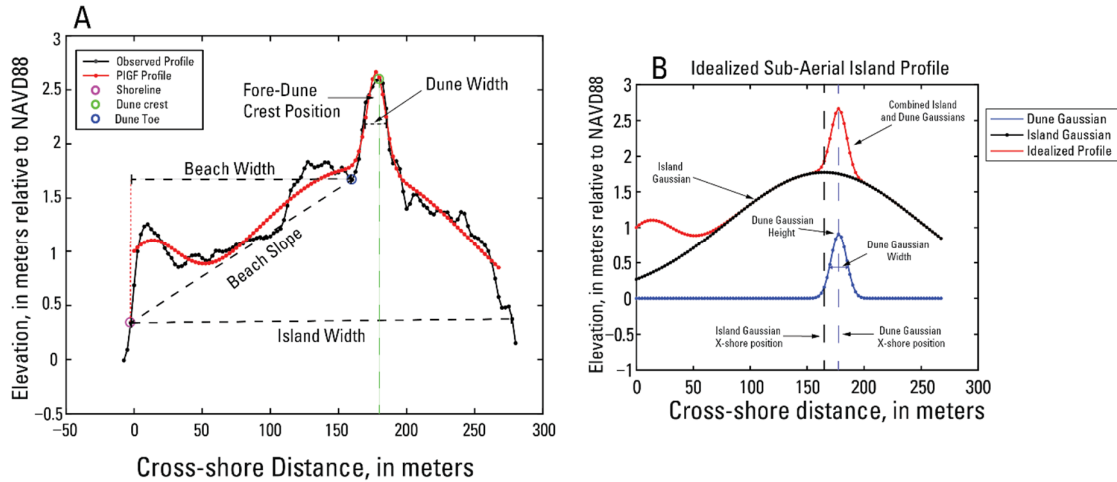 A
Elevation, in meters relative to NAVD88
3
2.5
2
1.5
1
0.5
0
−0.5
−50
0
50
100
150
200
250
300
Cross-shore Distance, in meters
Observed Profile
PIGF Profile
Shoreline
Dune crest
Dune Toe
Fore-Dune
Crest Position
Dune Width
Beach Width
Beach Slope
Island Width
B
Idealized Sub-Aerial Island Profile
Elevation, in meters relative to NAVD88
3
2.5
2
1.5
1
0.5
0
−0.5
−1
0
50
100
150
200
250
300
Cross-shore distance, in meters
Combined Island
and Dune Gaussians
Island
Gaussian
Dune Gaussian
Height
Dune Gaussian
Width
Island Gaussian
X-shore position
Dune Gaussian
X-shore position
Dune Gaussian
Island Gaussian
Idealized Profile